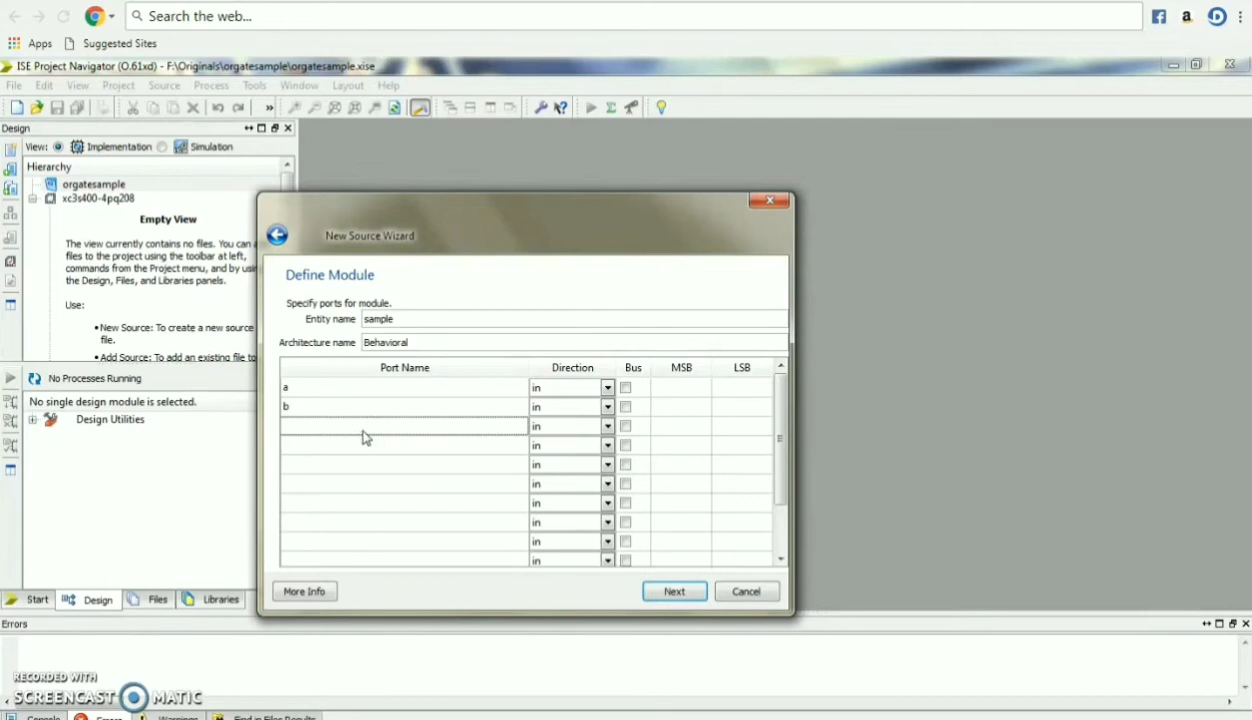 Search the web...
Apps Suggested Sites
ISE Project Navigator (O.61xd) - F:\Originals\orgatesample\orgatesample.xise
File Edit View Project Source Process Tools Window Layout Help
Design
View: Implementation Simulation
Hierarchy
orgatesample
xc3s400-4pq208
Empty View
The view currently contains no files. You can
files to the project using the toolbar at left,
commands from the Project menu, and by usi
the Design, Files, and Libraries panels.
Use:
•New Source: To create a new source
file.
•Add Source: To add an existing file to
No Processes Running
No single design module is selected.
Design Utilities
Start Design Files Libraries
New Source Wizard
Define Module
Specify ports for module.
Entity name sample
Architecture name Behavioral
Port Name Direction Bus MSB LSB
a in
b in
in
in
in
in
in
in
in
in
More Info Next Cancel
Errors
RECORDED WITH
SCREENCAST MATIC
Console Errors Warnings Find in Files Results